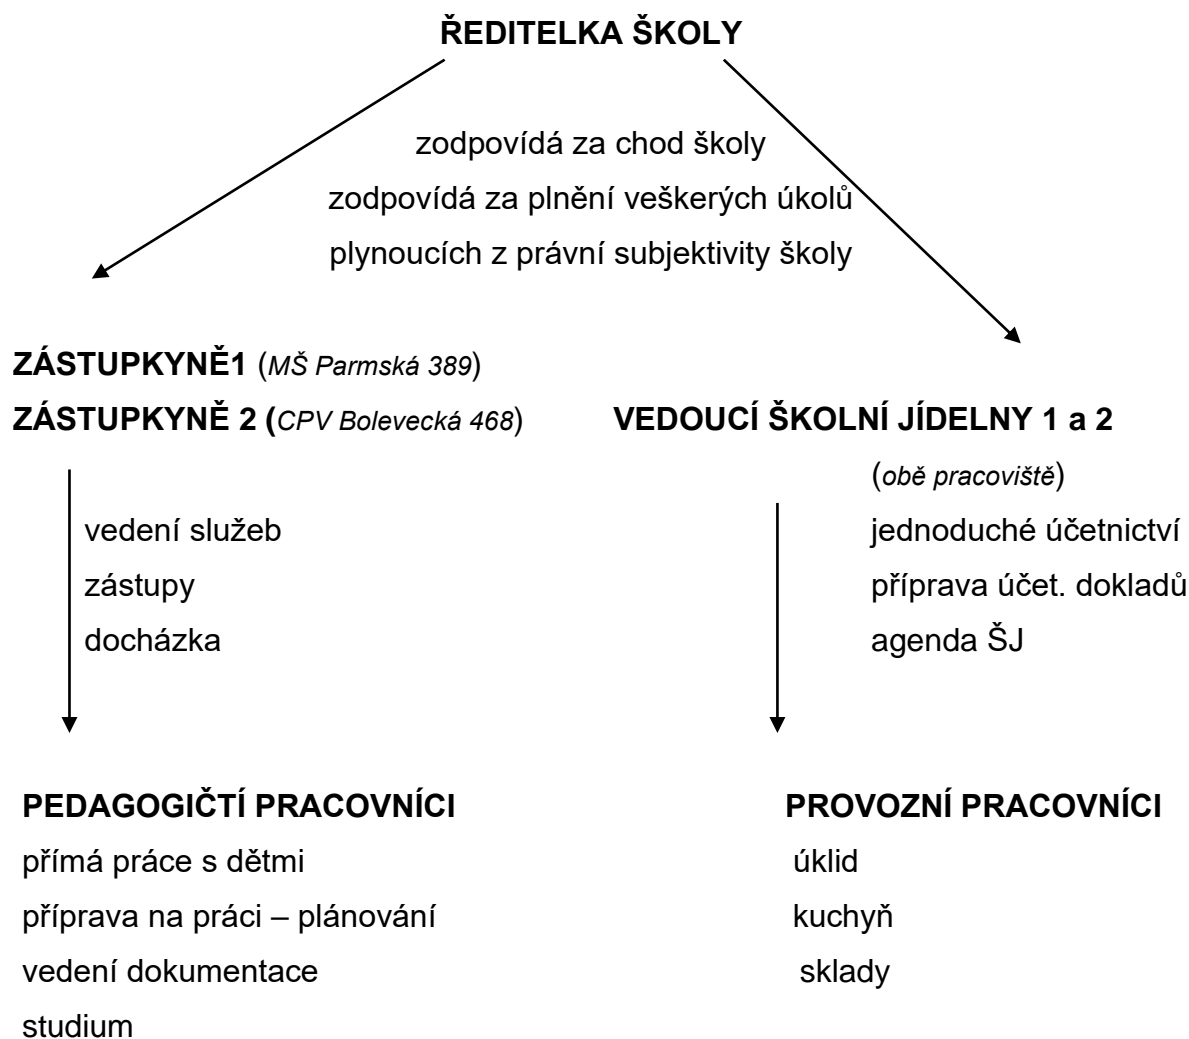 ŘEDITELKA ŠKOLY
zodpovídá za chod školy
zodpovídá za plnění veškerých úkolů
plynoucích z právní subjektivity školy
ZÁSTUPKYNĚ1 (MŠ Parmská 389)
ZÁSTUPKYNĚ 2 (CPV Bolevecká 468)
vedení služeb
zástupy
docházka
VEDOUCÍ ŠKOLNÍ JÍDELNY 1 a 2
(obě pracoviště)
jednoduché účetnictví
příprava účet. dokladů
agenda ŠJ
PEDAGOGIČTÍ PRACOVNÍCI
přímá práce s dětmi
příprava na práci – plánování
vedení dokumentace
studium
PROVOZNÍ PRACOVNÍCI
úklid
kuchyň
sklady